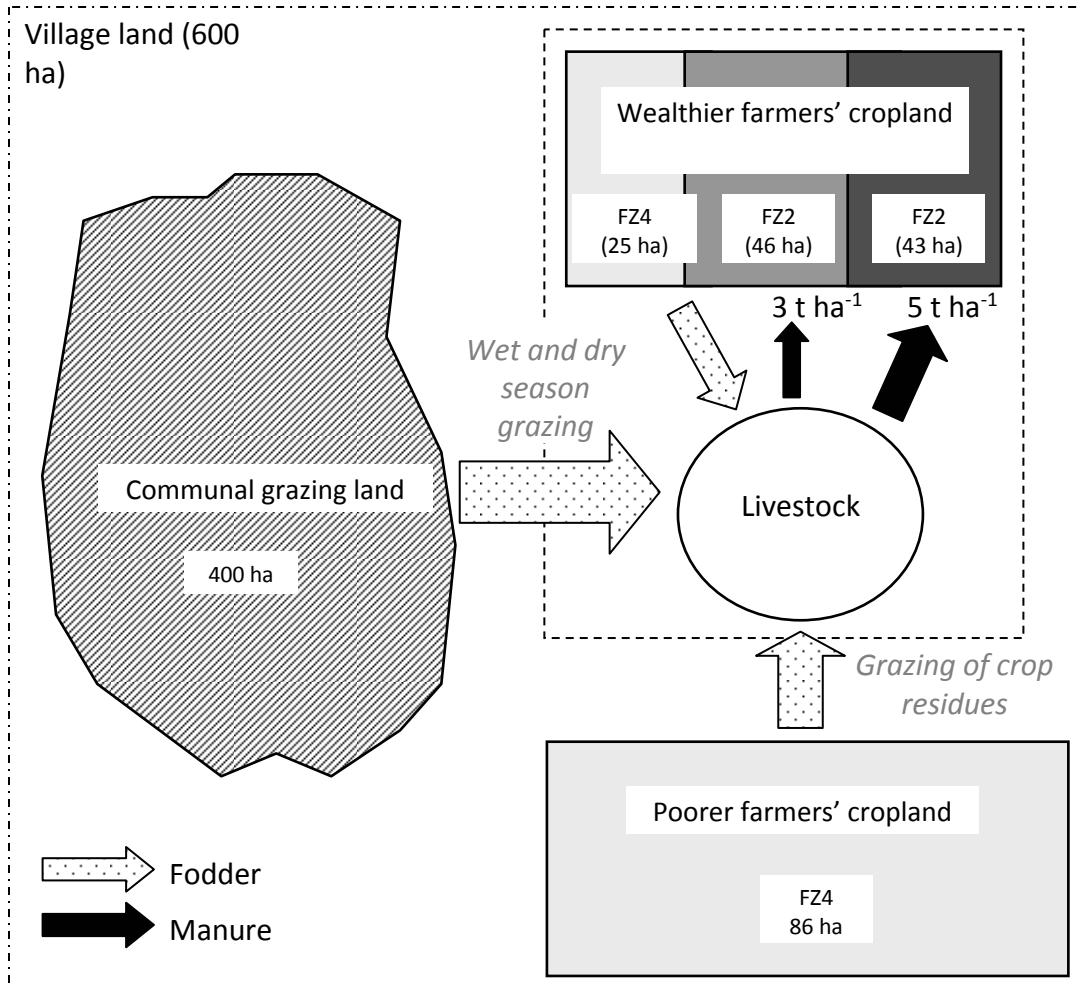 Village land (600
ha)
Wealthier farmers’ cropland
FZ4
(25 ha)
FZ2
(46 ha)
FZ2
(43 ha)
3 t ha⁻¹
5 t ha⁻¹
Wet and dry
season
grazing
Communal grazing land
400 ha
Livestock
Grazing of crop
residues
Poorer farmers’ cropland
FZ4
86 ha
Fodder
Manure